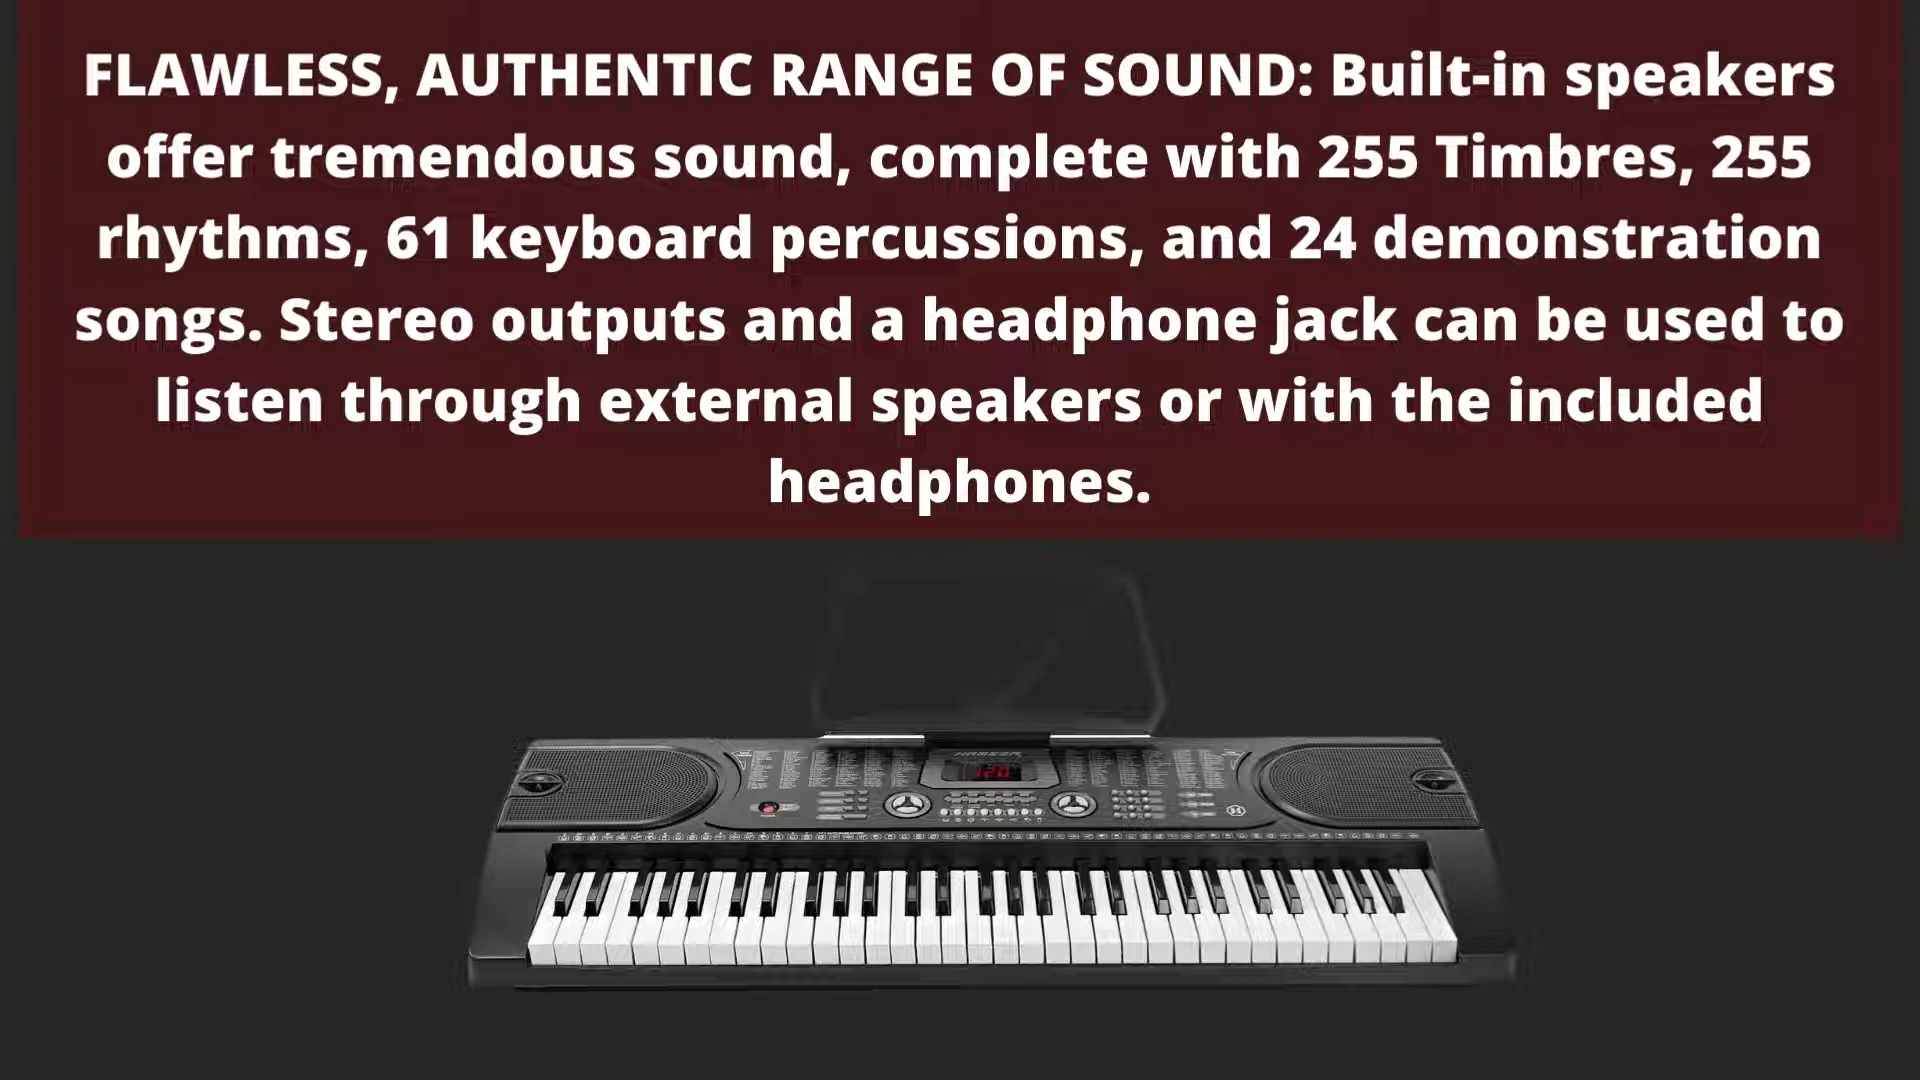 FLAWLESS, AUTHENTIC RANGE OF SOUND: Built-in speakers
offer tremendous sound, complete with 255 Timbres, 255
rhythms, 61 keyboard percussions, and 24 demonstration
songs. Stereo outputs and a headphone jack can be used to
listen through external speakers or with the included
headphones.
120